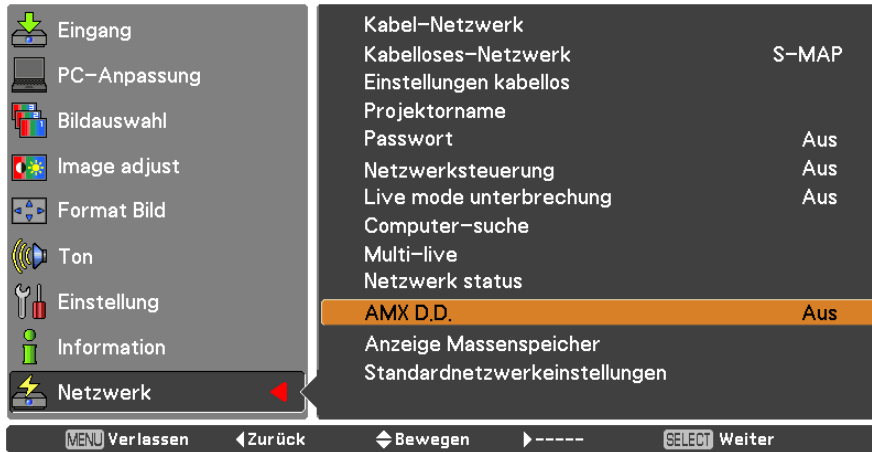 Eingang
PC-Anpassung
Bildauswahl
Image adjust
Format Bild
Ton
Einstellung
Information
Netzwerk
Kabel-Netzwerk
Kabelloses-Netzwerk S-MAP
Einstellungen kabellos
Projektorname
Passwort Aus
Netzwerksteuerung Aus
Live mode unterbrechung Aus
Computer-suche
Multi-live
Netzwerk status
AMX D.D. Aus
Anzeige Massenspeicher
Standardnetzwerkeinstellungen
MENU Verlassen Zurück Bewegen ----- SELECT Weiter